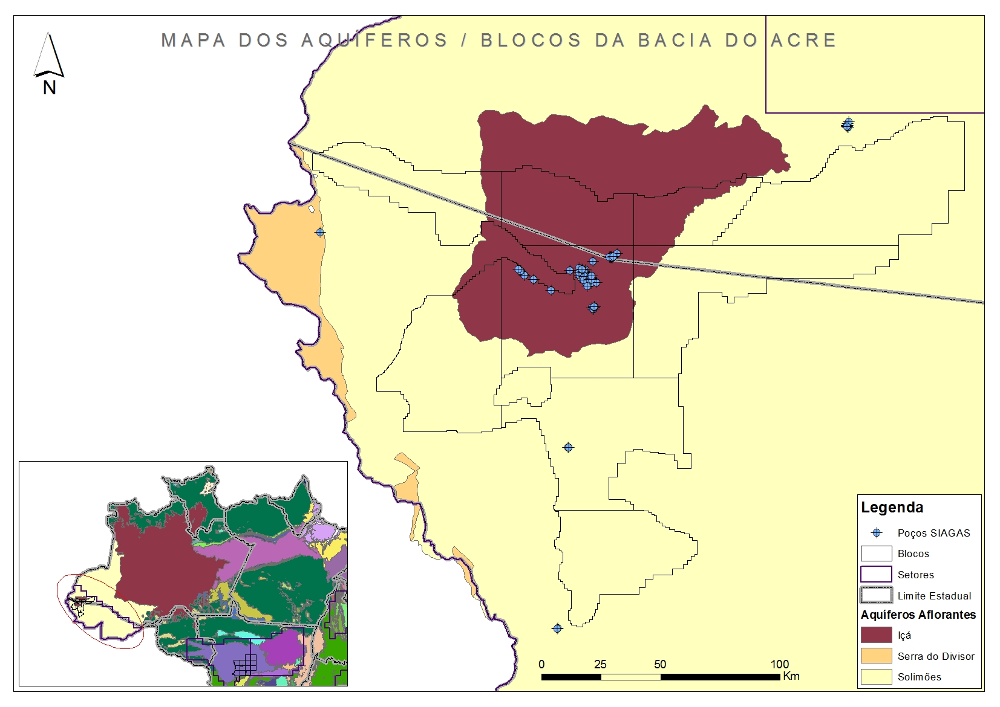 MAPA DOS AQUÍFEROS / BLOCOS DA BACIA DO ACRE
N
Legenda
Poços SIAGAS
Blocos
Setores
Limite Estadual
Aquíferos Aflorantes
Içá
Serra do Divisor
Solimões
0 25 50 100
Km